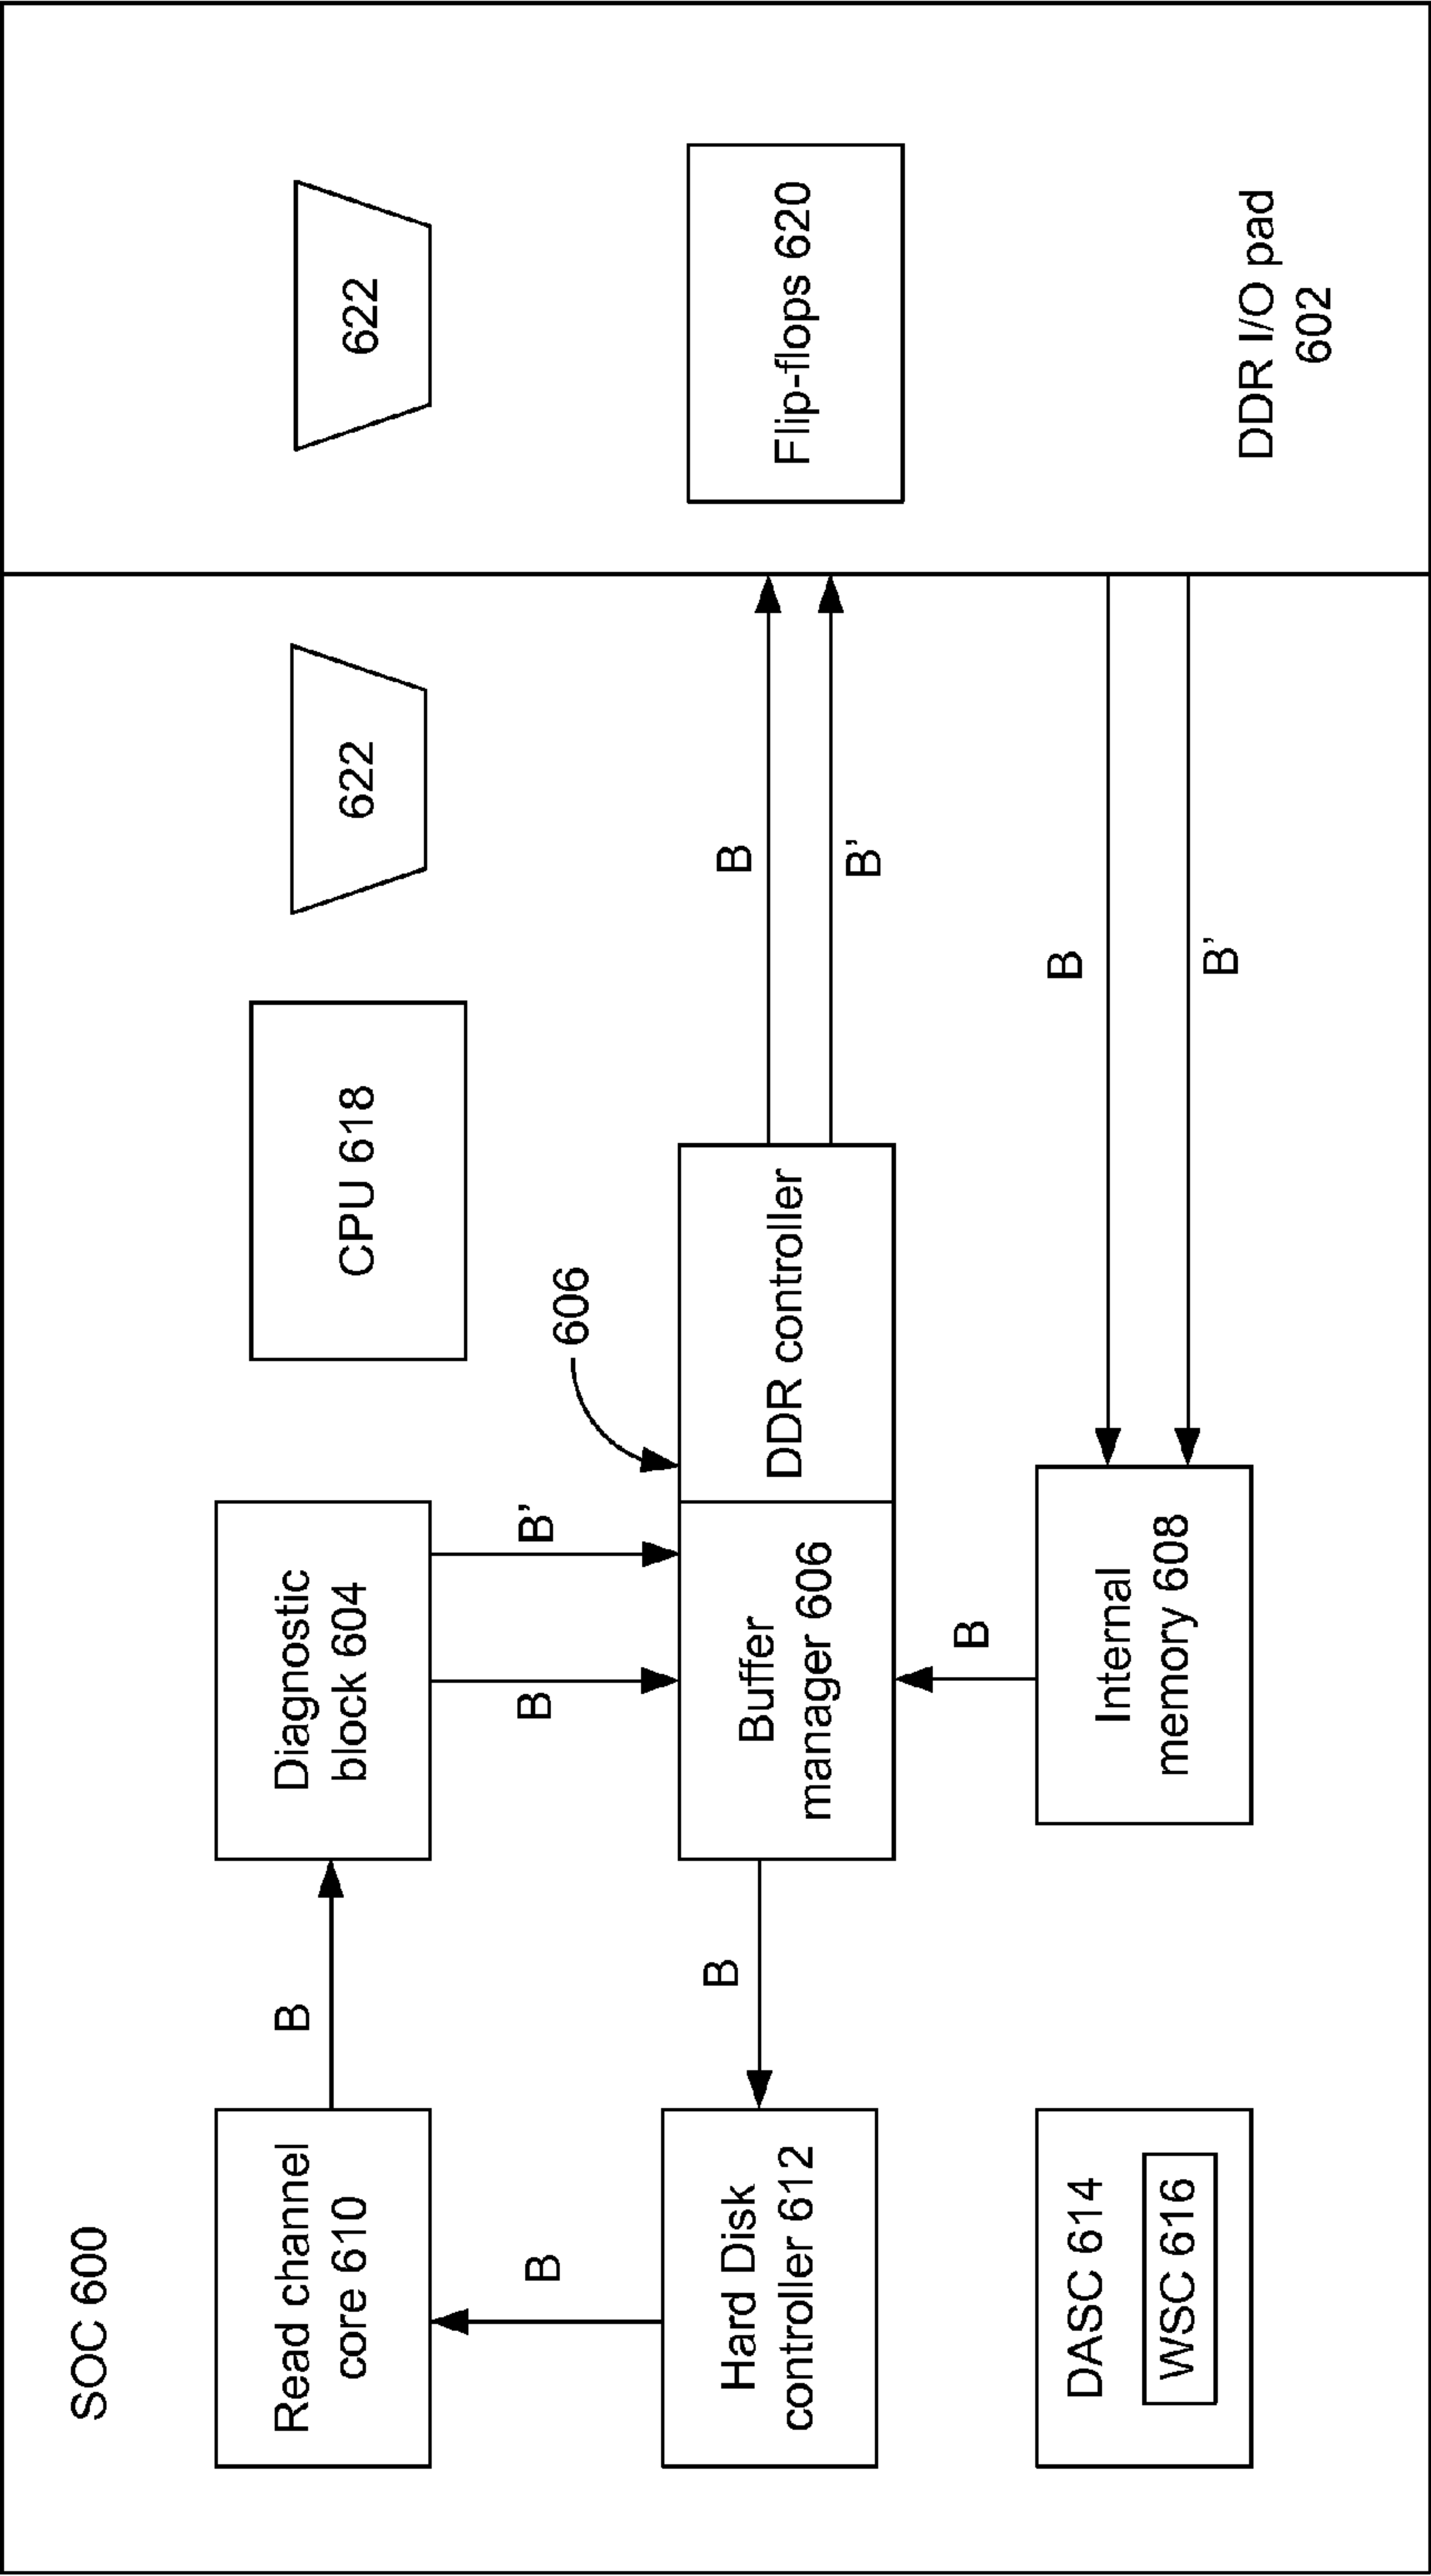 SOC 600
Read channel
core 610
B
Diagnostic
block 604
CPU 618
622
622
B
B
B'
606
Hard Disk
controller 612
B
Buffer
manager 606
DDR controller
B
B'
Flip-flops 620
B
B
B'
DASC 614
WSC 616
Internal
memory 608
DDR I/O pad
602